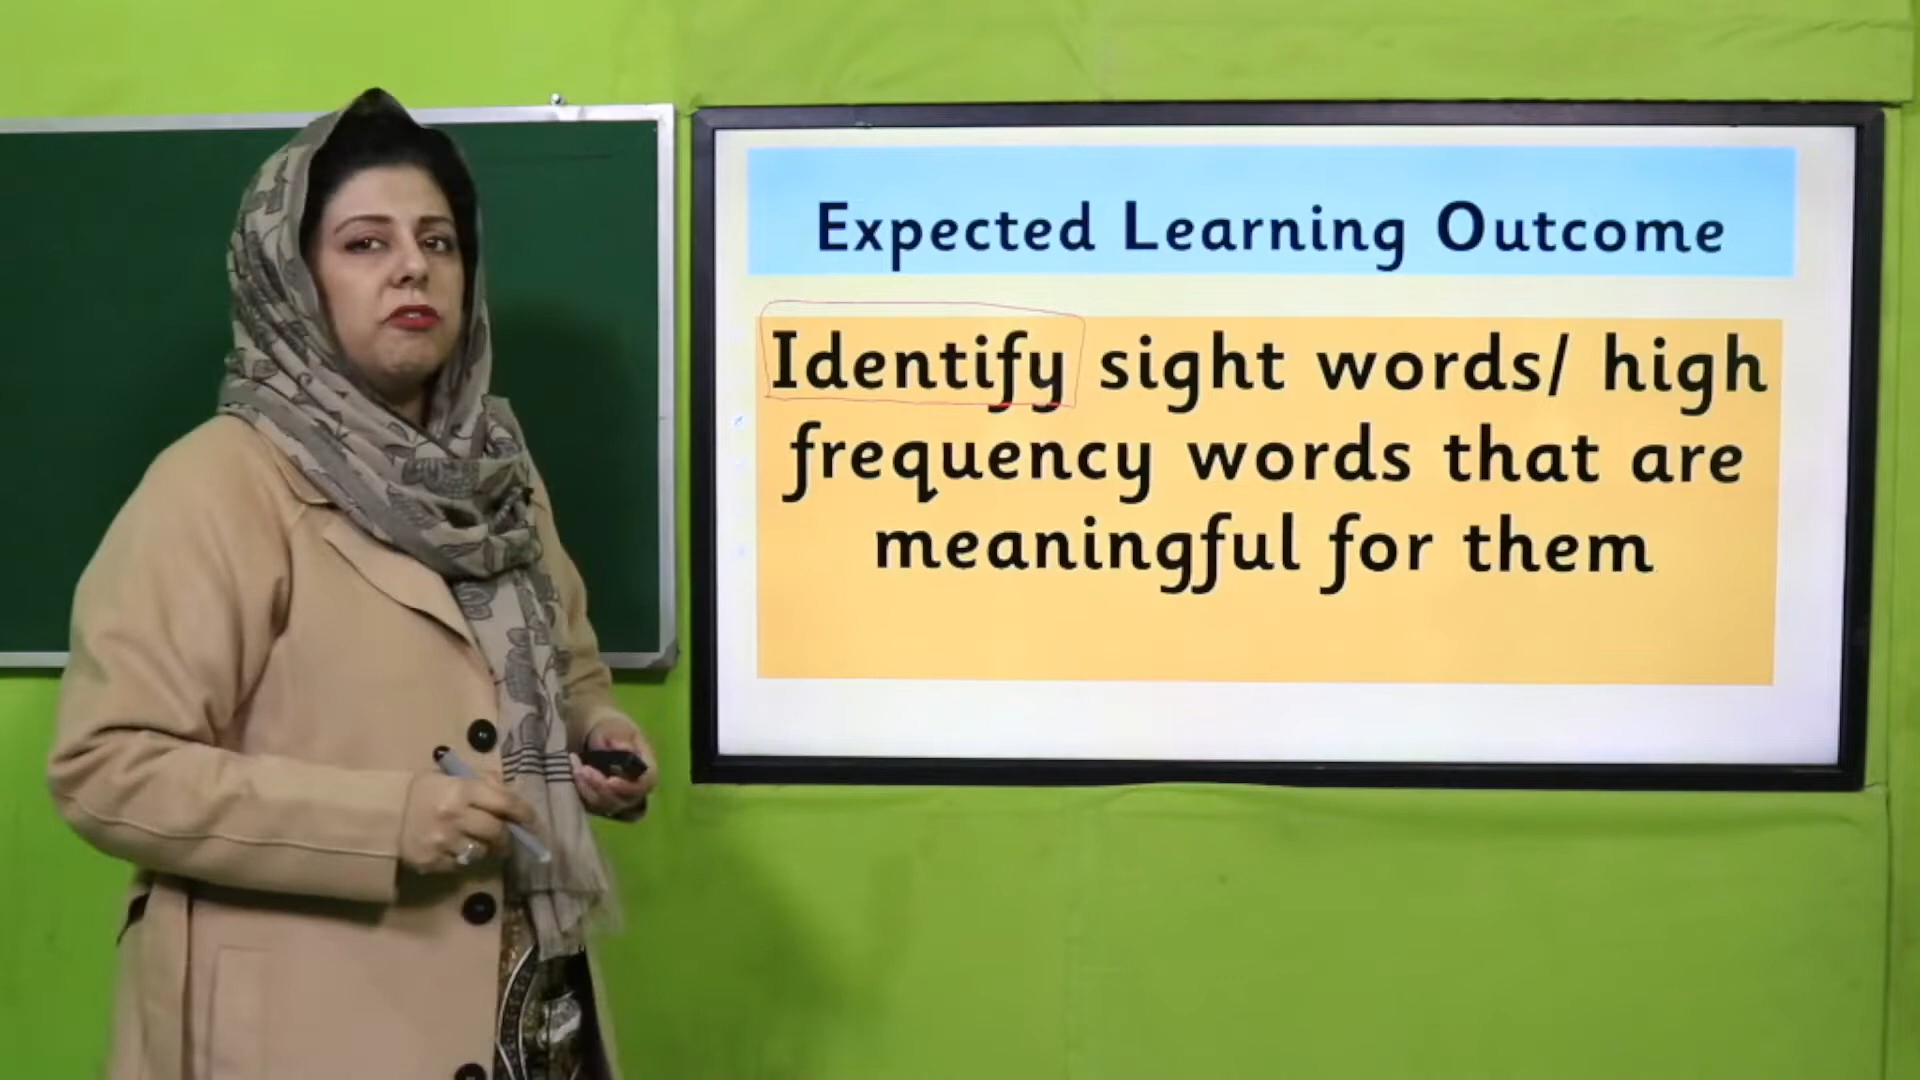 Expected Learning Outcome
Identify sight words/ high
frequency words that are
meaningful for them